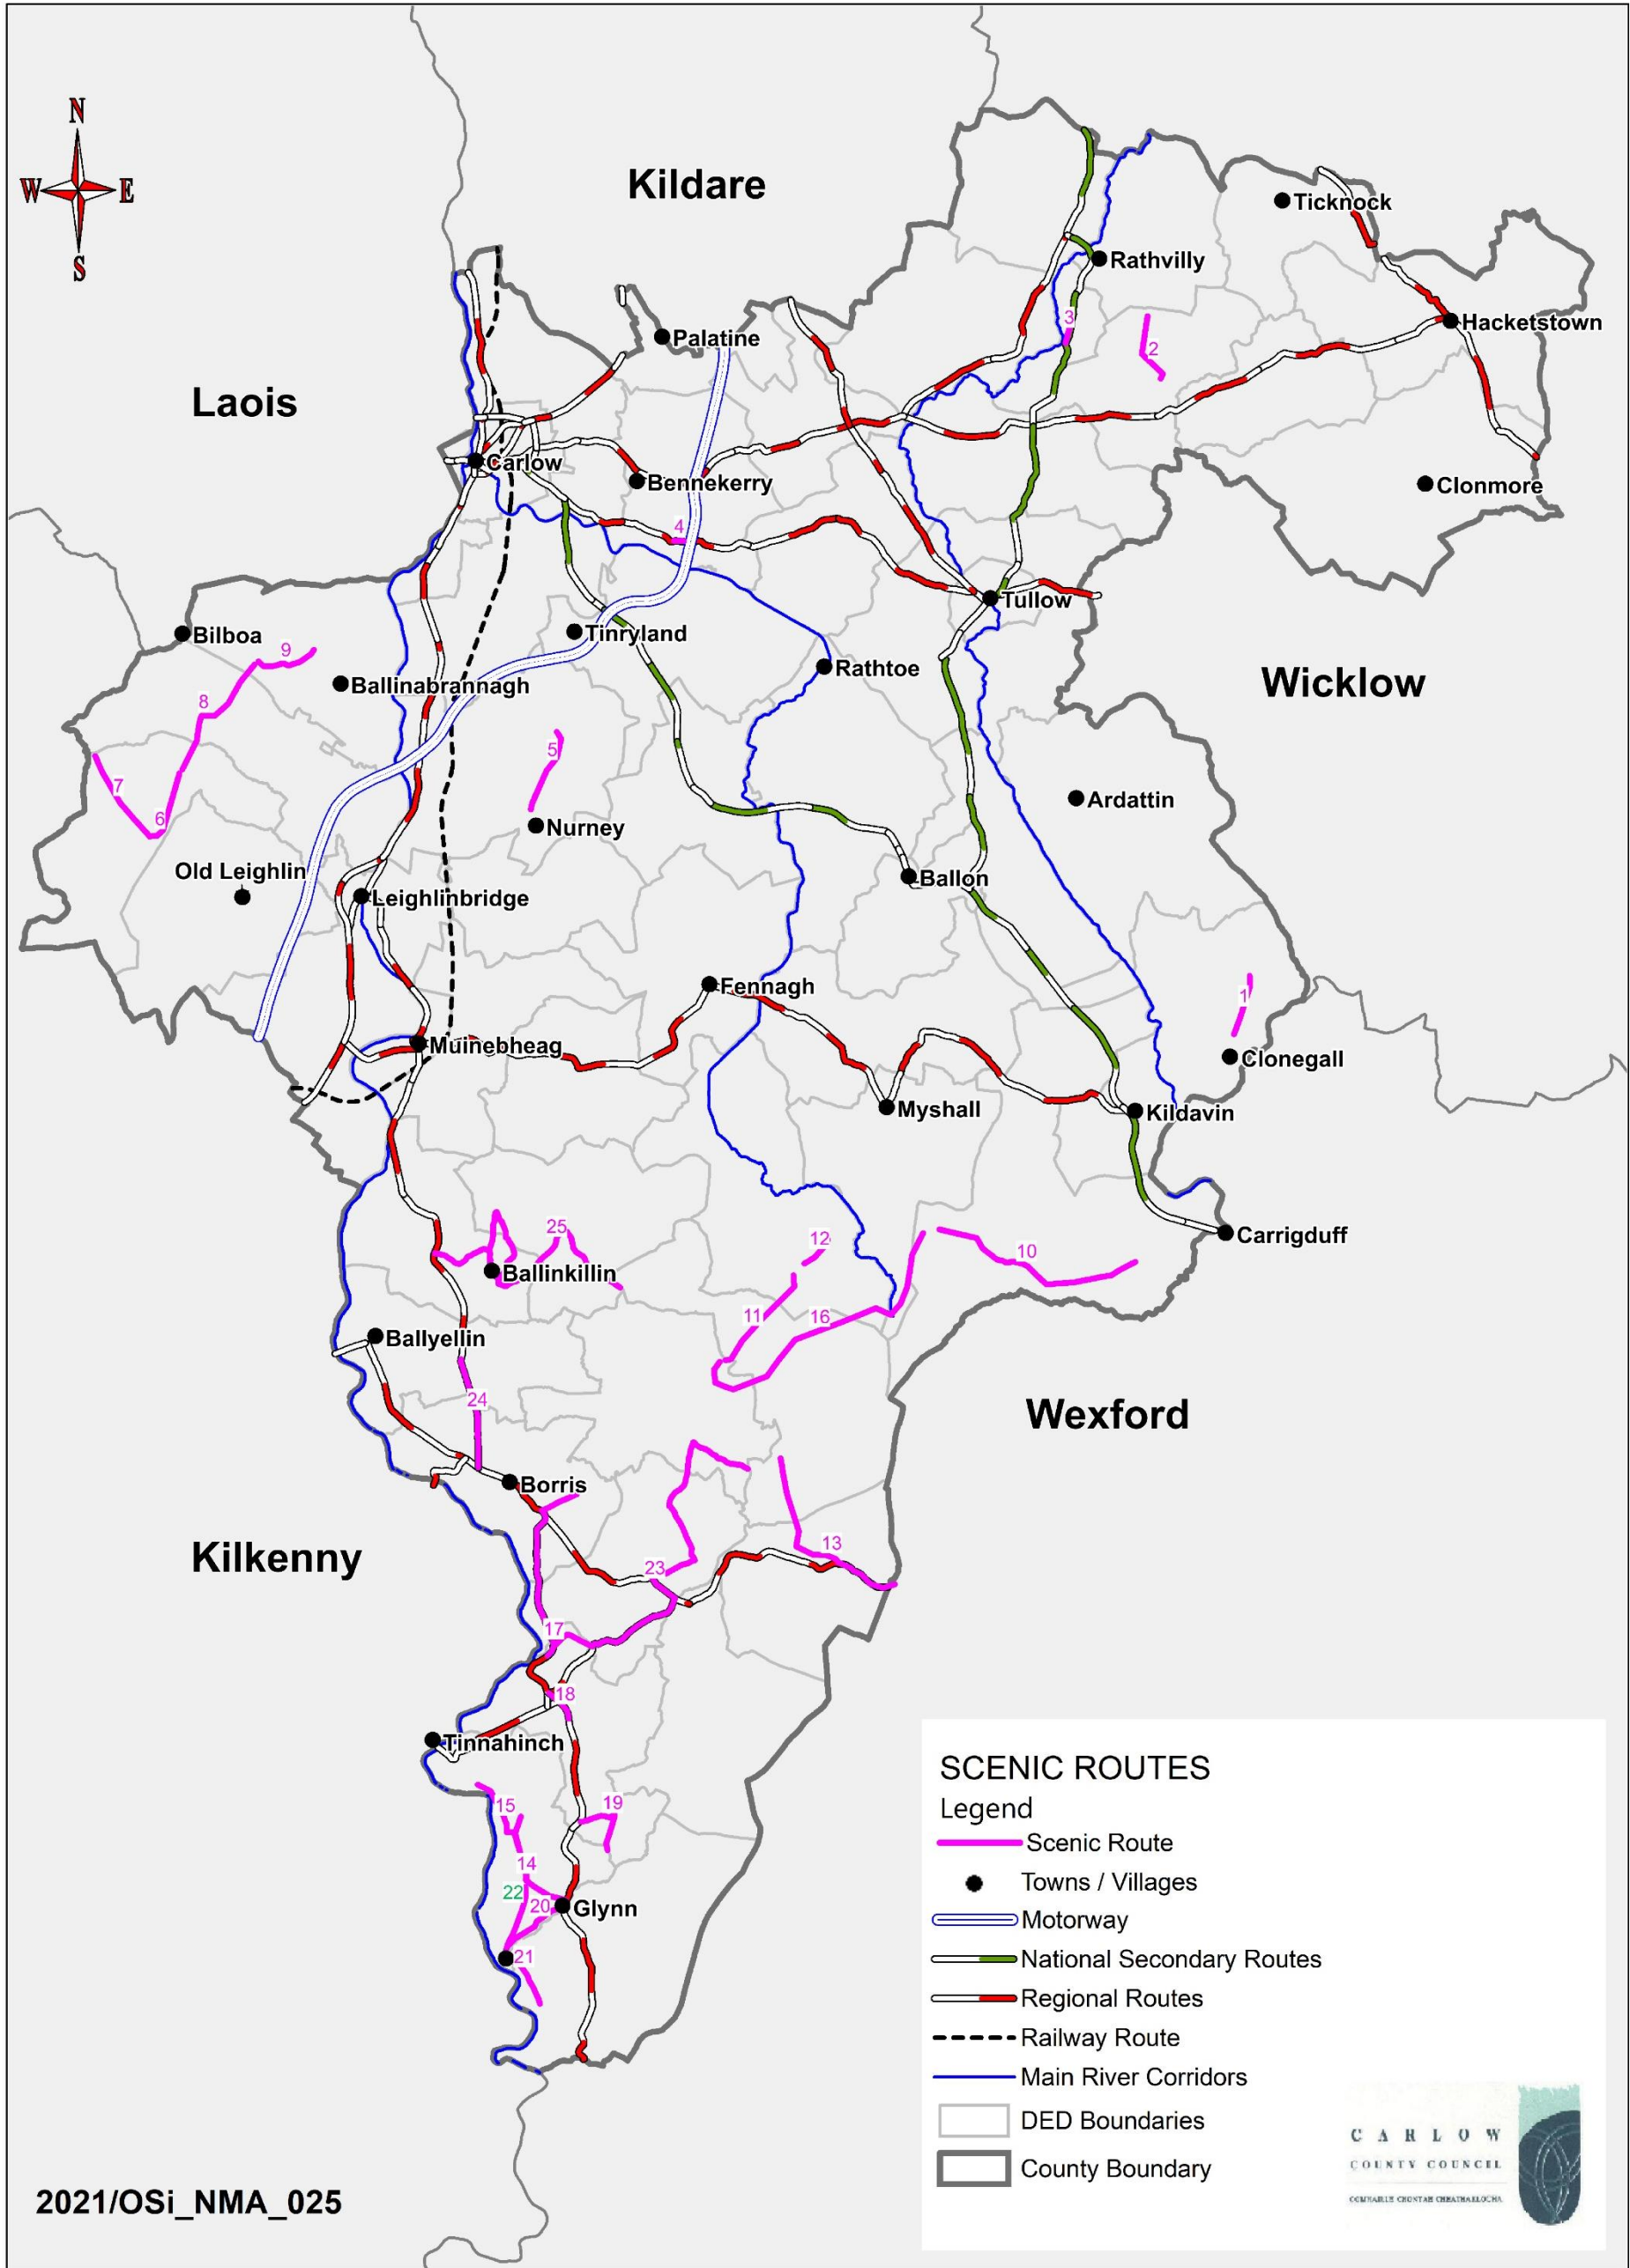 N
W E
S
Kildare
Laois
Wicklow
Wexford
Kilkenny
Ticknock
Rathvilly
3
2
Hacketstown
Palatine
Carlow
Bennekerry
Clonmore
4
Tullow
Bilboa
9
Tinryland
Rathtoe
Ballinabrannagh
8
5
7
6
Nurney
Ardattin
Old Leighlin
Leighlinbridge
Ballon
Fennagh
1
Muinebheag
Clonegall
Myshall
Kildavin
25
12
10
Carrigduff
Ballinkillin
11
16
Ballyellin
24
Borris
13
23
17
18
Tinnahinch
15
19
14
22
20
Glynn
21
SCENIC ROUTES
Legend
Scenic Route
Towns / Villages
Motorway
National Secondary Routes
Regional Routes
Railway Route
Main River Corridors
DED Boundaries
County Boundary
CARLOW
COUNTY COUNCIL
2021/OSi_NMA_025